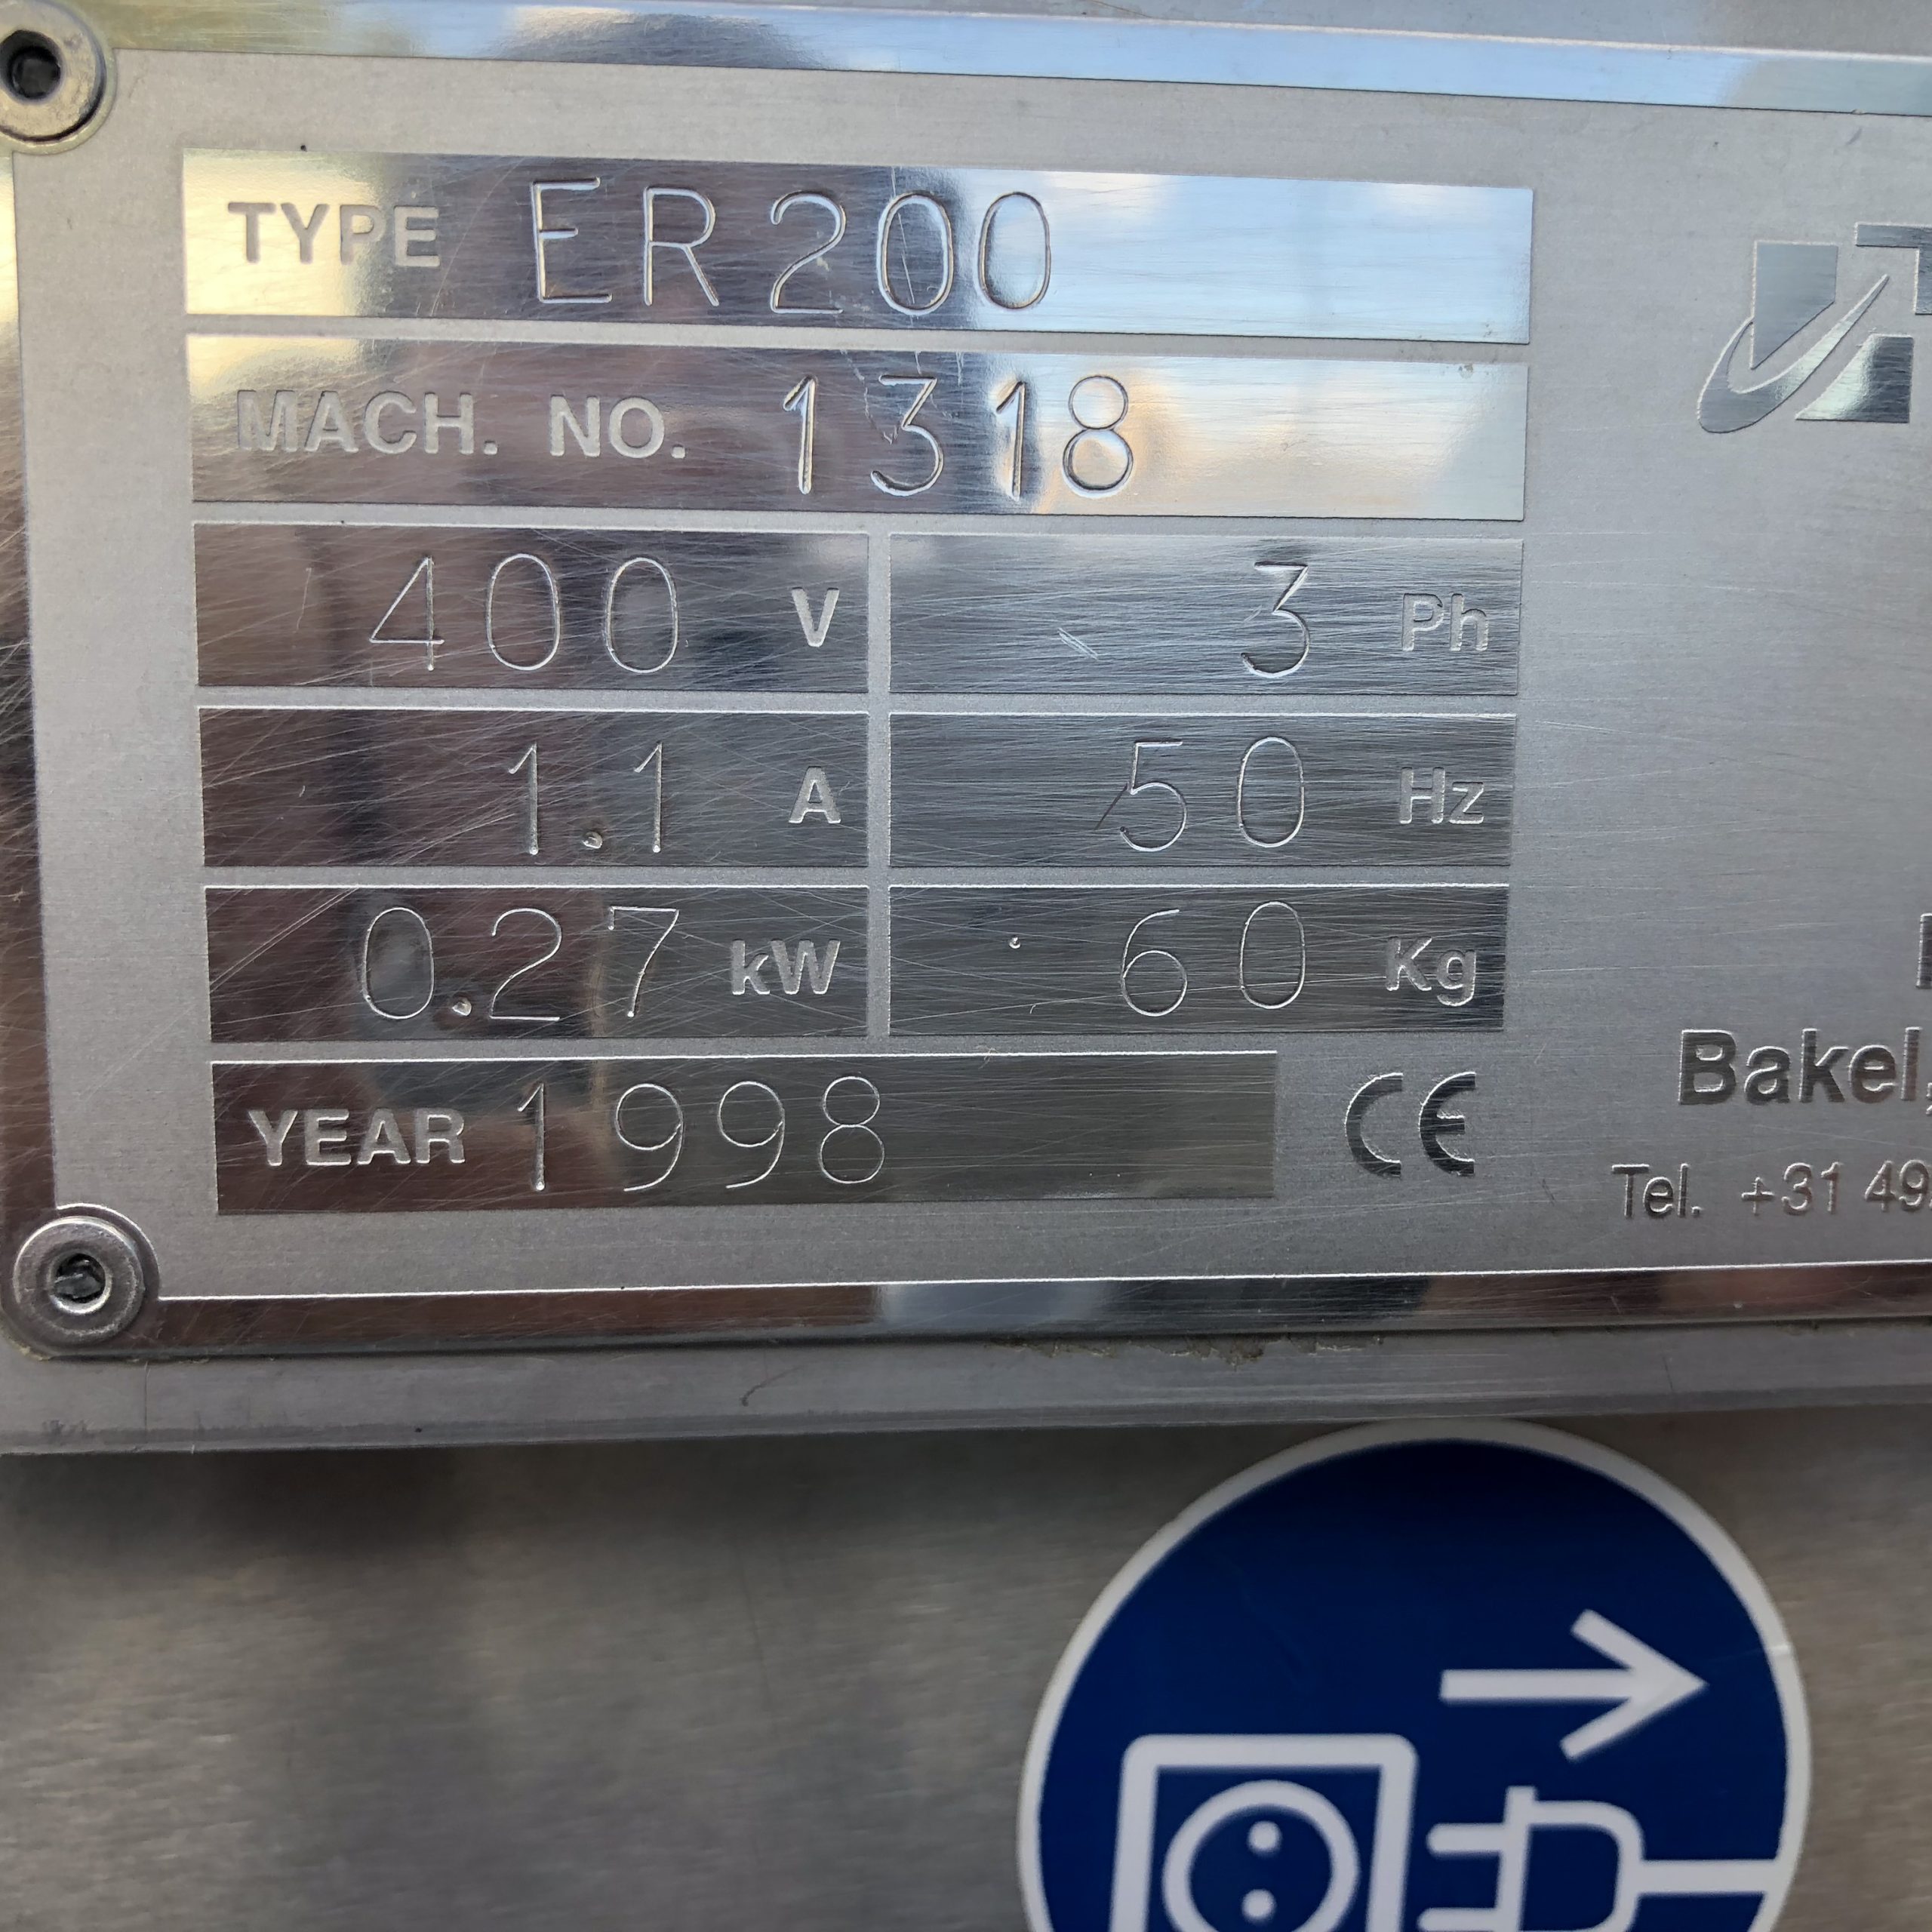 TYPE ER200
MACH. NO. 1318
400 V 3 Ph
1.1 A 50 Hz
0.27 kW 60 Kg
YEAR 1998 CE
Bakel,
Tel. +31 49